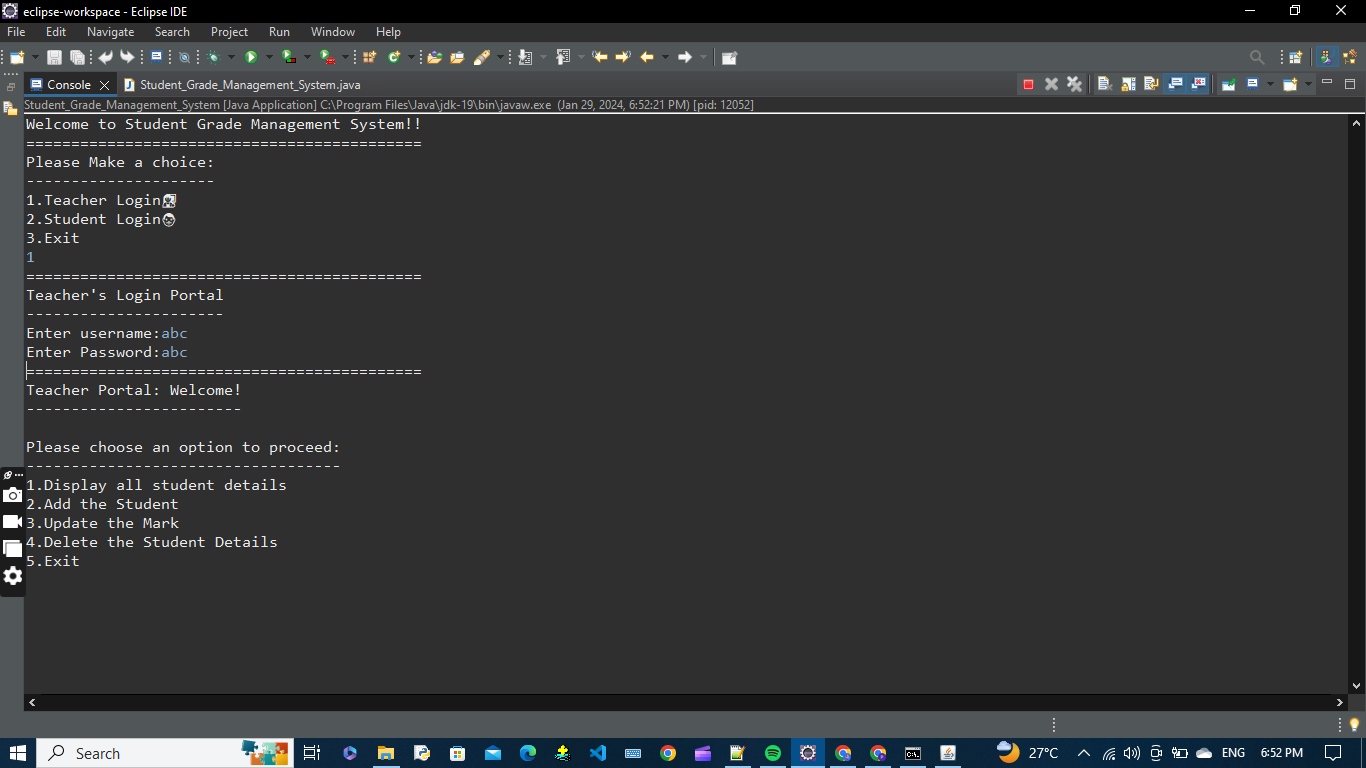 eclipse-workspace - Eclipse IDE
File Edit Navigate Search Project Run Window Help
Console Student_Grade_Management_System.java
Student_Grade_Management_System [Java Application] C:\Program Files\Java\jdk-19\bin\javaw.exe (Jan 29, 2024, 6:52:21 PM) [pid: 12052]
Welcome to Student Grade Management System!!
============================================
Please Make a choice:
---------------------
1.Teacher Login
2.Student Login
3.Exit
1
============================================
Teacher's Login Portal
----------------------
Enter username:abc
Enter Password:abc
============================================
Teacher Portal: Welcome!
------------------------
Please choose an option to proceed:
-----------------------------------
1.Display all student details
2.Add the Student
3.Update the Mark
4.Delete the Student Details
5.Exit
Search 27°C ENG 6:52 PM